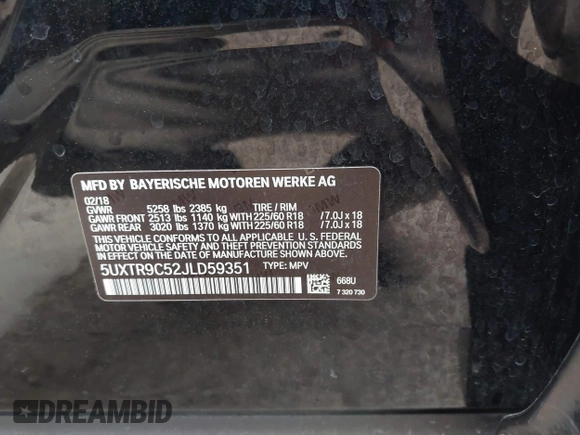 MFD BY BAYERISCHE MOTOREN WERKE AG
02/18
GVWR 5258 lbs 2385 kg TIRE / RIM
GAWR FRONT 2513 lbs 1140 kg WITH 225/60 R18 /7.0J x 18
GAWR REAR 3020 lbs 1370 kg WITH 225/60 R18 /7.0J x 18
THIS VEHICLE CONFORMS TO ALL APPLICABLE U. S. FEDERAL
MOTOR VEHICLE SAFETY STANDARDS IN
EFFECT ON THE DATE OF MANUFACTURE SHOWN ABOVE.
5UXTR9C52JLD59351 TYPE: MPV
668U
7 320 730
DREAMBID